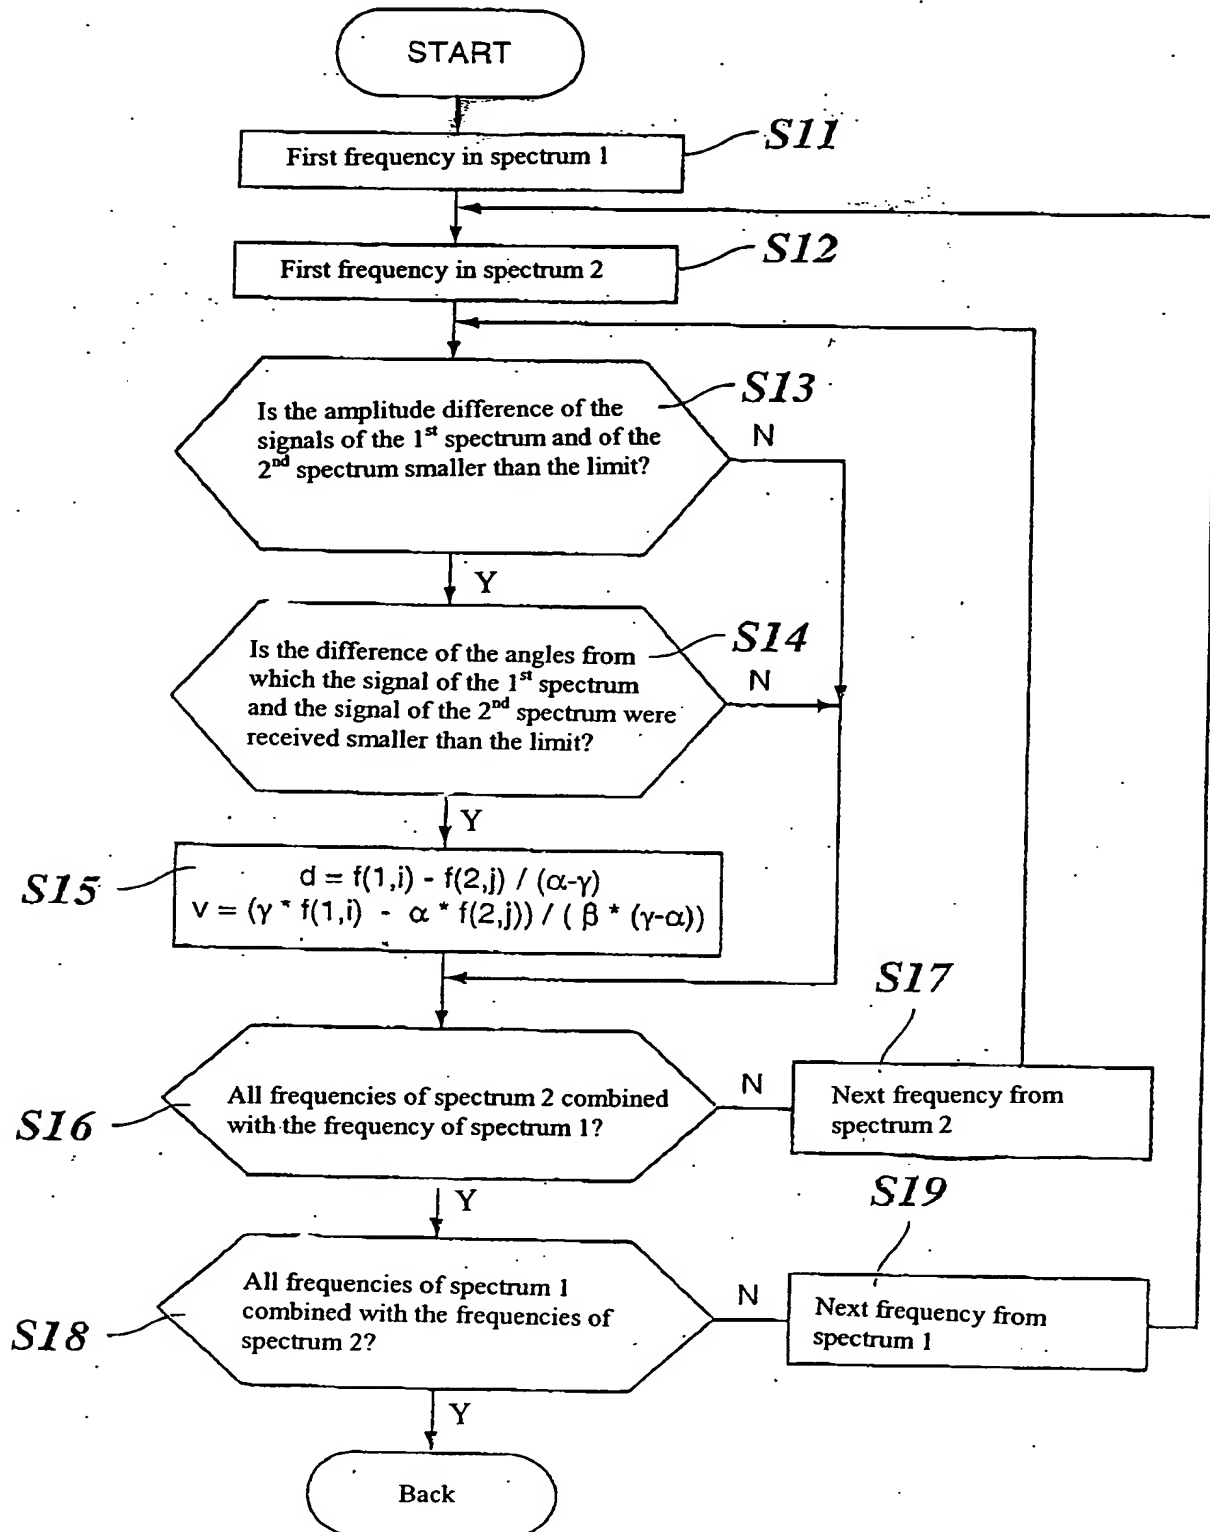 START
First frequency in spectrum 1
S11
First frequency in spectrum 2
S12
Is the amplitude difference of the
signals of the 1st spectrum and of the
2nd spectrum smaller than the limit?
S13
N
Y
Is the difference of the angles from
which the signal of the 1st spectrum
and the signal of the 2nd spectrum were
received smaller than the limit?
S14
N
Y
S15
d = f(1,i) - f(2,j) / (α-γ)
v = (γ * f(1,i) - α * f(2,j)) / ( β * (γ-α))
S16
All frequencies of spectrum 2 combined
with the frequency of spectrum 1?
N
S17
Next frequency from
spectrum 2
Y
S18
All frequencies of spectrum 1
combined with the frequencies of
spectrum 2?
N
S19
Next frequency from
spectrum 1
Y
Back